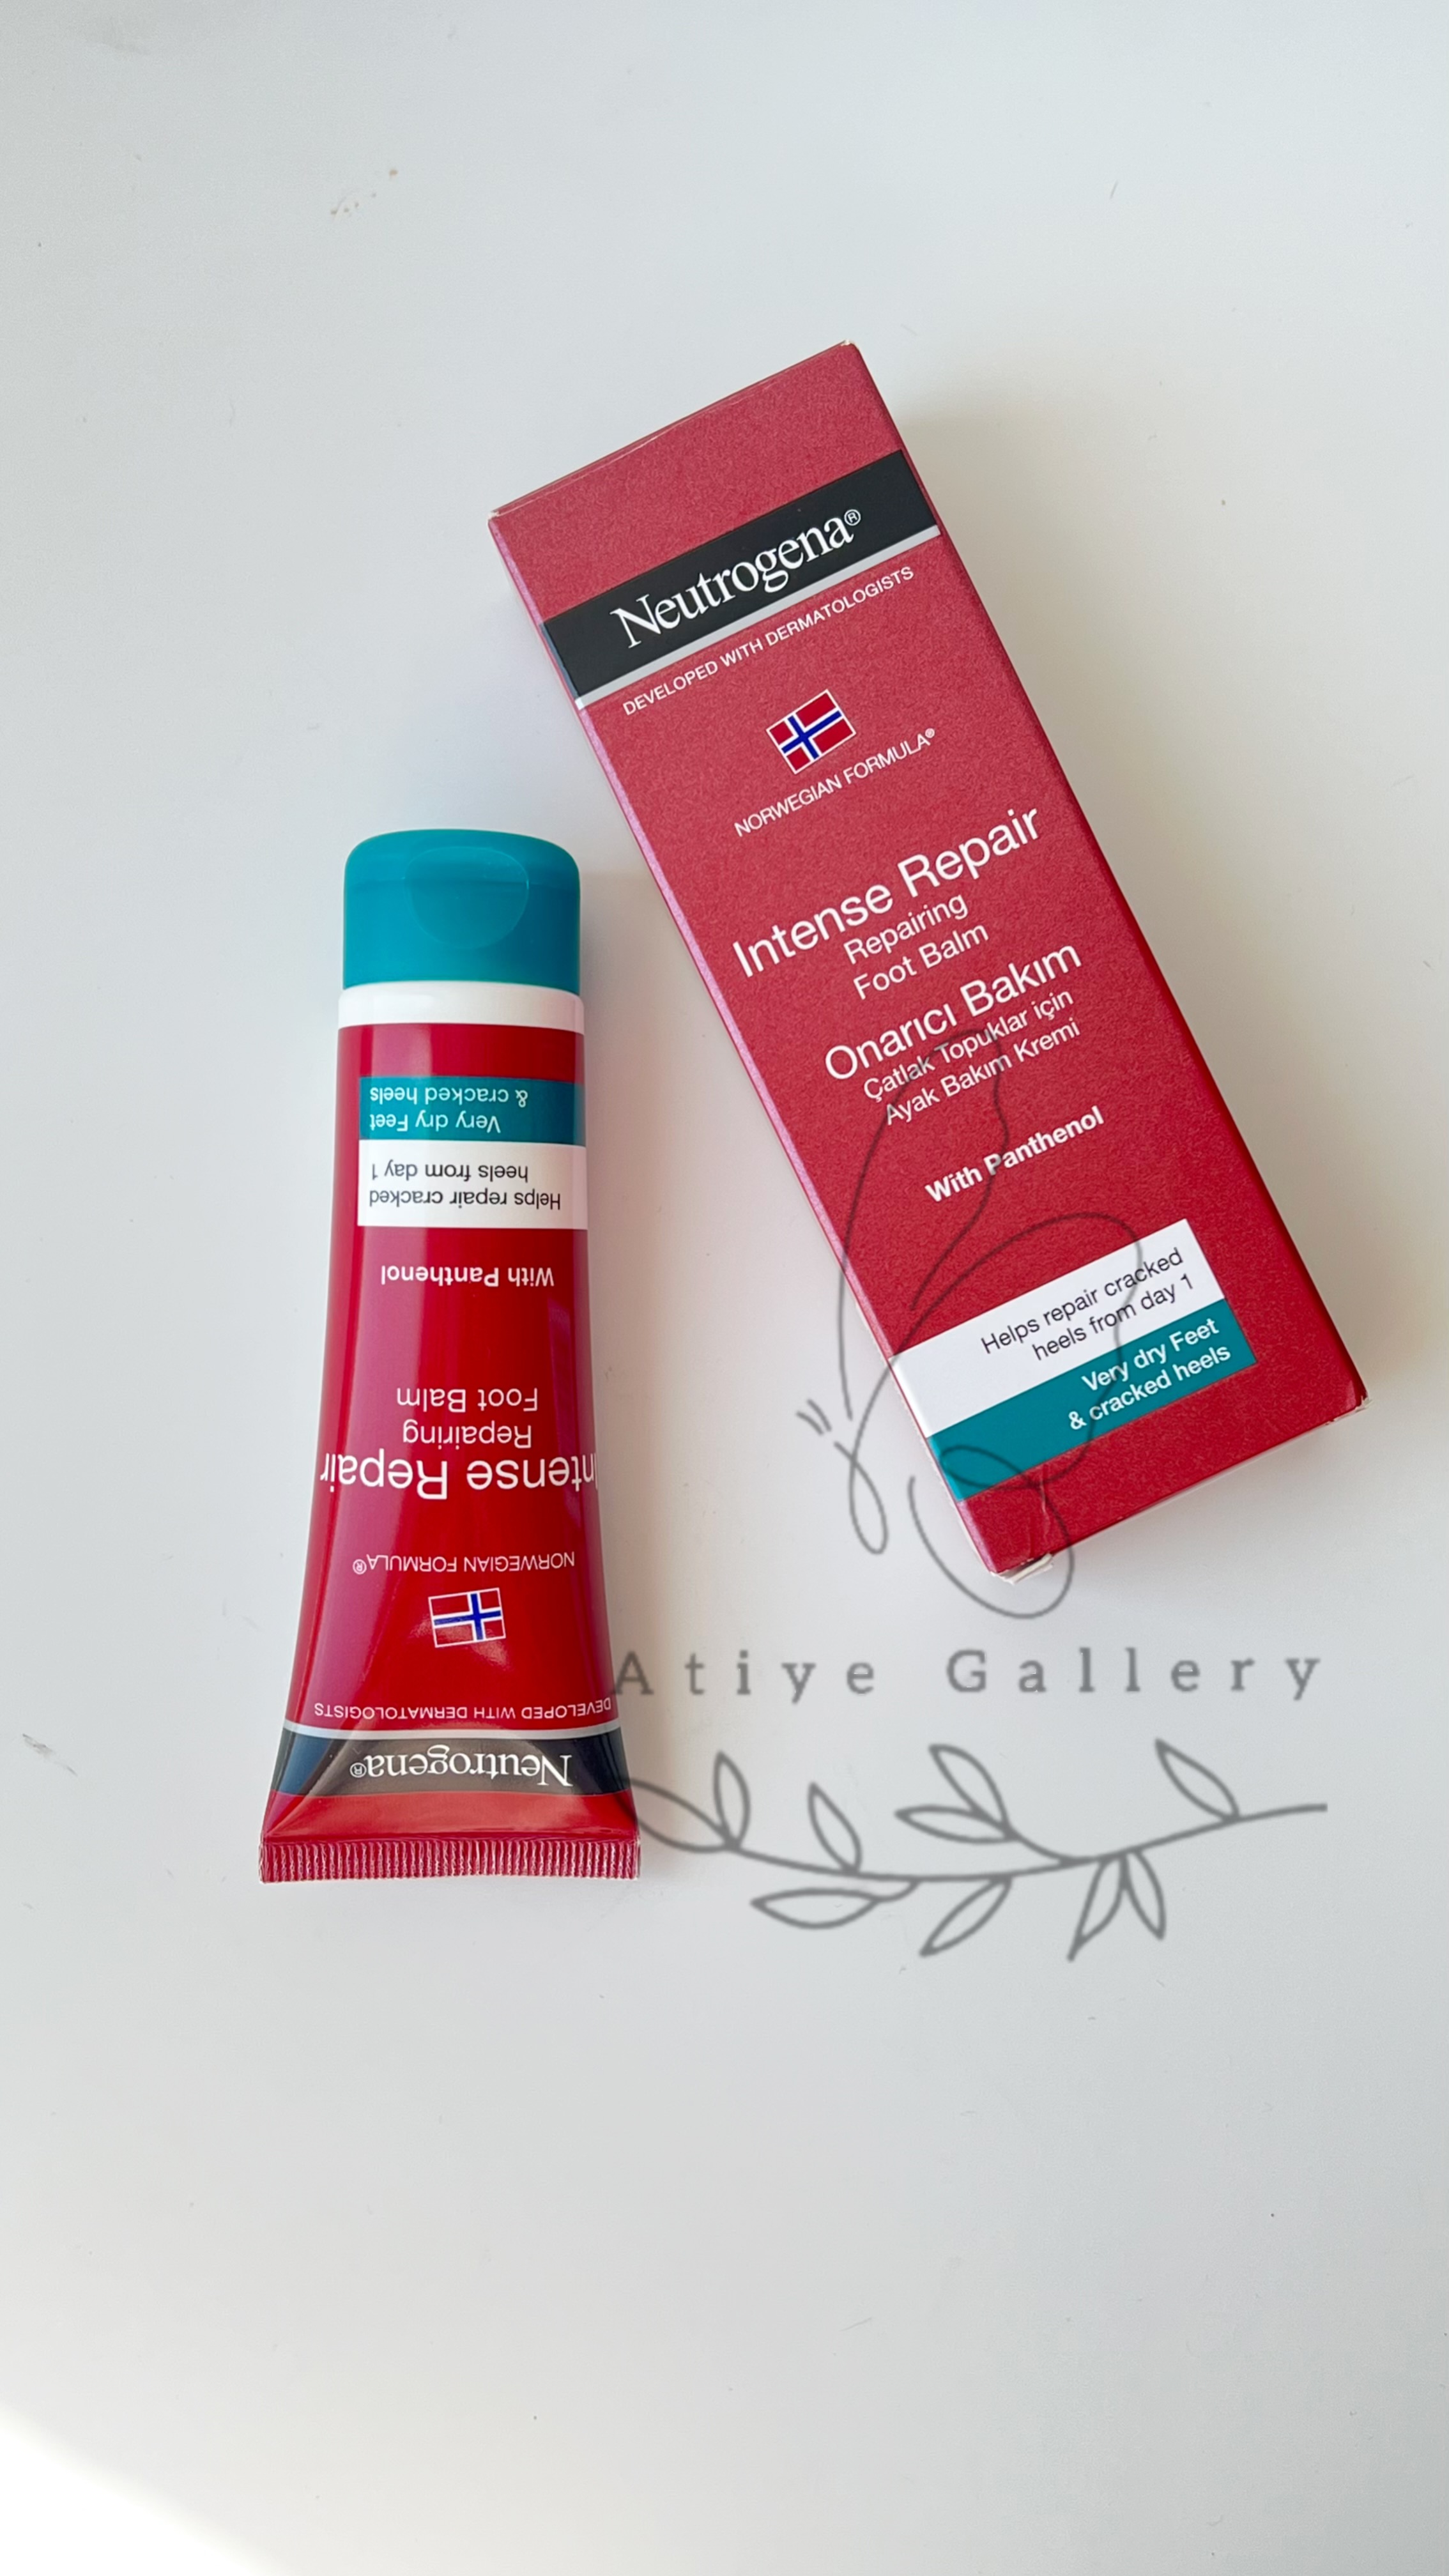 Neutrogena®
DEVELOPED WITH DERMATOLOGISTS
NORWEGIAN FORMULA®
Intense Repair
Repairing
Foot Balm
Onarıcı Bakım
Çatlak Topuklar için
Ayak Bakım Kremi
With Panthenol
Helps repair cracked
heels from day 1
Very dry Feet
& cracked heels
Neutrogena®
DEVELOPED WITH DERMATOLOGISTS
NORWEGIAN FORMULA®
Intense Repair
Repairing
Foot Balm
With Panthenol
Helps repair cracked
heels from day 1
Very dry Feet
& cracked heels
Atiye Gallery